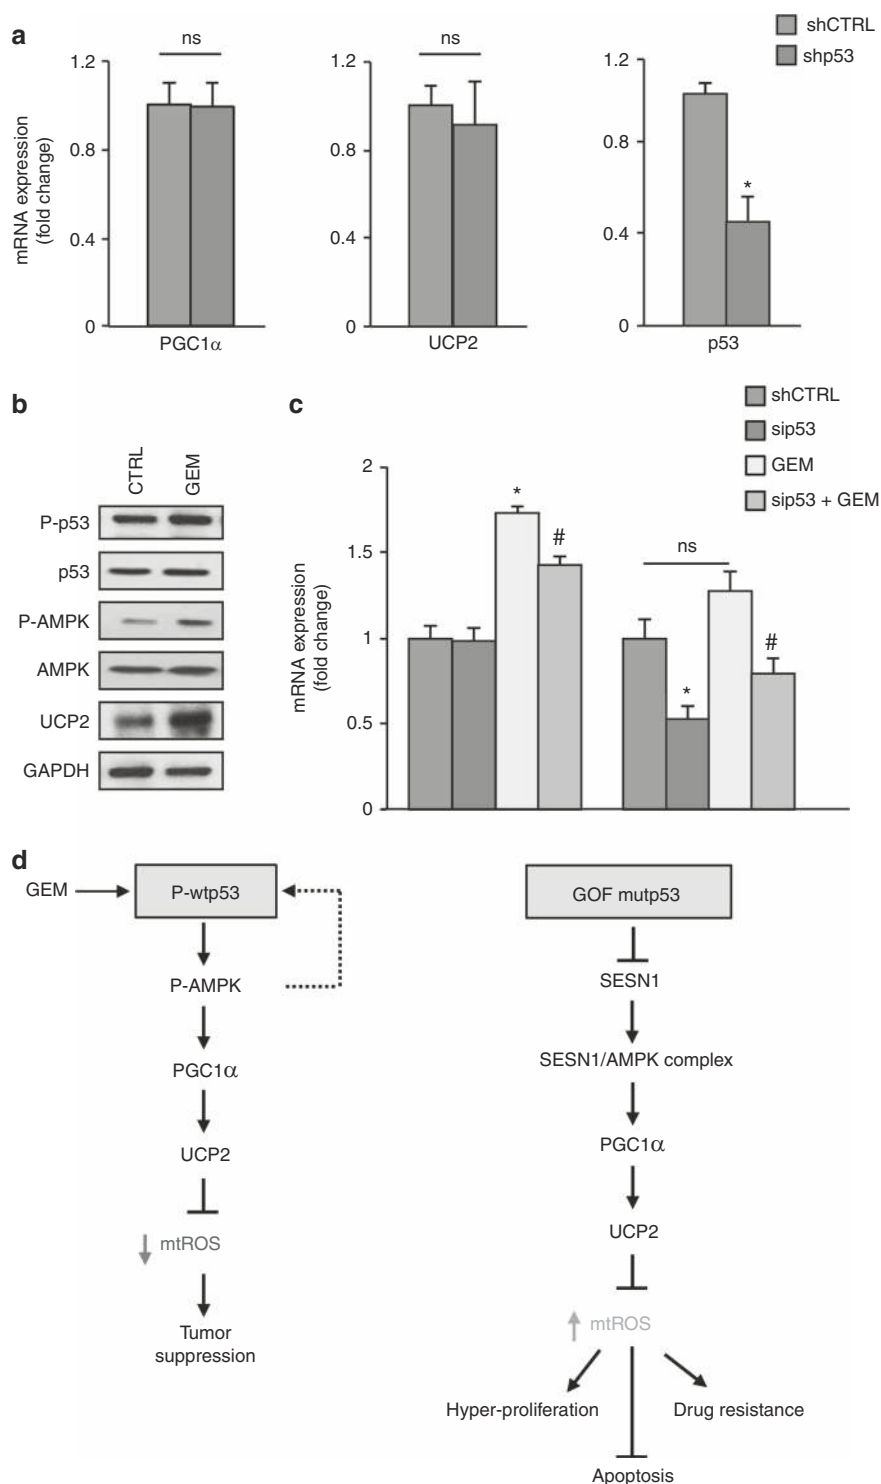 a
shCTRL
shp53
mRNA expression
(fold change)
ns
1.2
0.8
0.4
0
PGC1α
ns
1.2
0.8
0.4
0
UCP2
1.2
0.8
0.4
0
*
p53
b
CTRL
GEM
P-p53
p53
P-AMPK
AMPK
UCP2
GAPDH
c
shCTRL
sip53
GEM
sip53 + GEM
mRNA expression
(fold change)
2
1.5
1
0.5
0
*
#
ns
*
#
d
GEM
P-wtp53
P-AMPK
PGC1α
UCP2
mtROS
Tumor
suppression
GOF mutp53
SESN1
SESN1/AMPK complex
PGC1α
UCP2
mtROS
Hyper-proliferation
Drug resistance
Apoptosis